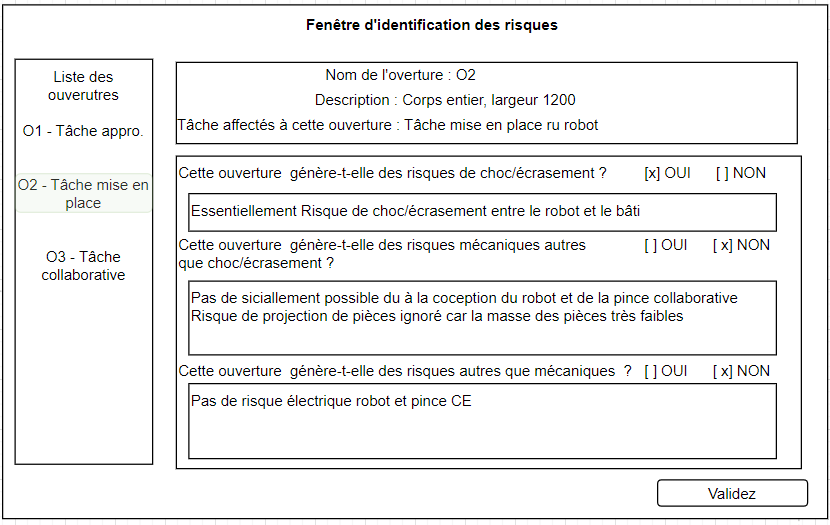 Fenêtre d'identification des risques
Liste des
ouverutres
O1 - Tâche appro.
O2 - Tâche mise en
place
O3 - Tâche
collaborative
Nom de l'overture : O2
Description : Corps entier, largeur 1200
Tâche affectés à cette ouverture : Tâche mise en place ru robot
Cette ouverture génère-t-elle des risques de choc/écrasement ? [x] OUI [ ] NON
Essentiellement Risque de choc/écrasement entre le robot et le bâti
Cette ouverture génère-t-elle des risques mécaniques autres [ ] OUI [ x] NON
que choc/écrasement ?
Pas de siciallement possible du à la coception du robot et de la pince collaborative
Risque de projection de pièces ignoré car la masse des pièces très faibles
Cette ouverture génère-t-elle des risques autres que mécaniques ? [ ] OUI [ x] NON
Pas de risque électrique robot et pince CE
Validez